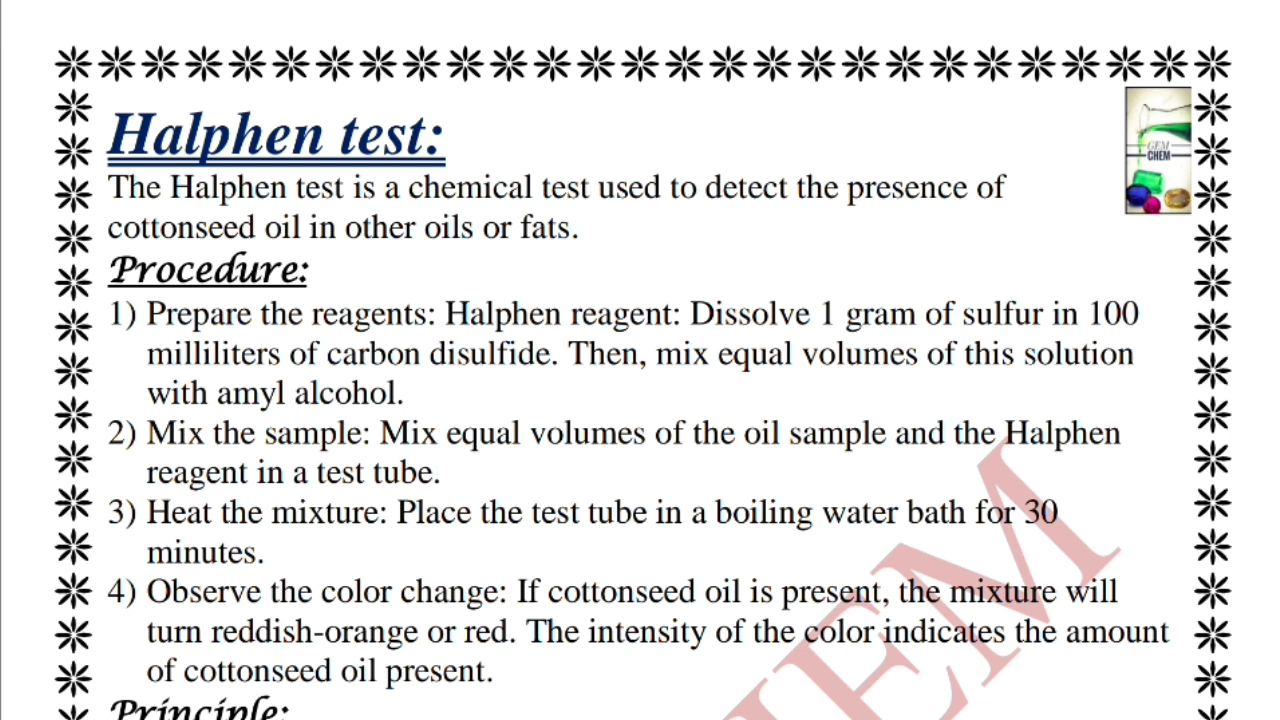 Halphen test:
GEM
CHEM
The Halphen test is a chemical test used to detect the presence of
cottonseed oil in other oils or fats.
Procedure:
1) Prepare the reagents: Halphen reagent: Dissolve 1 gram of sulfur in 100
milliliters of carbon disulfide. Then, mix equal volumes of this solution
with amyl alcohol.
2) Mix the sample: Mix equal volumes of the oil sample and the Halphen
reagent in a test tube.
3) Heat the mixture: Place the test tube in a boiling water bath for 30
minutes.
4) Observe the color change: If cottonseed oil is present, the mixture will
turn reddish-orange or red. The intensity of the color indicates the amount
of cottonseed oil present.
Principle: